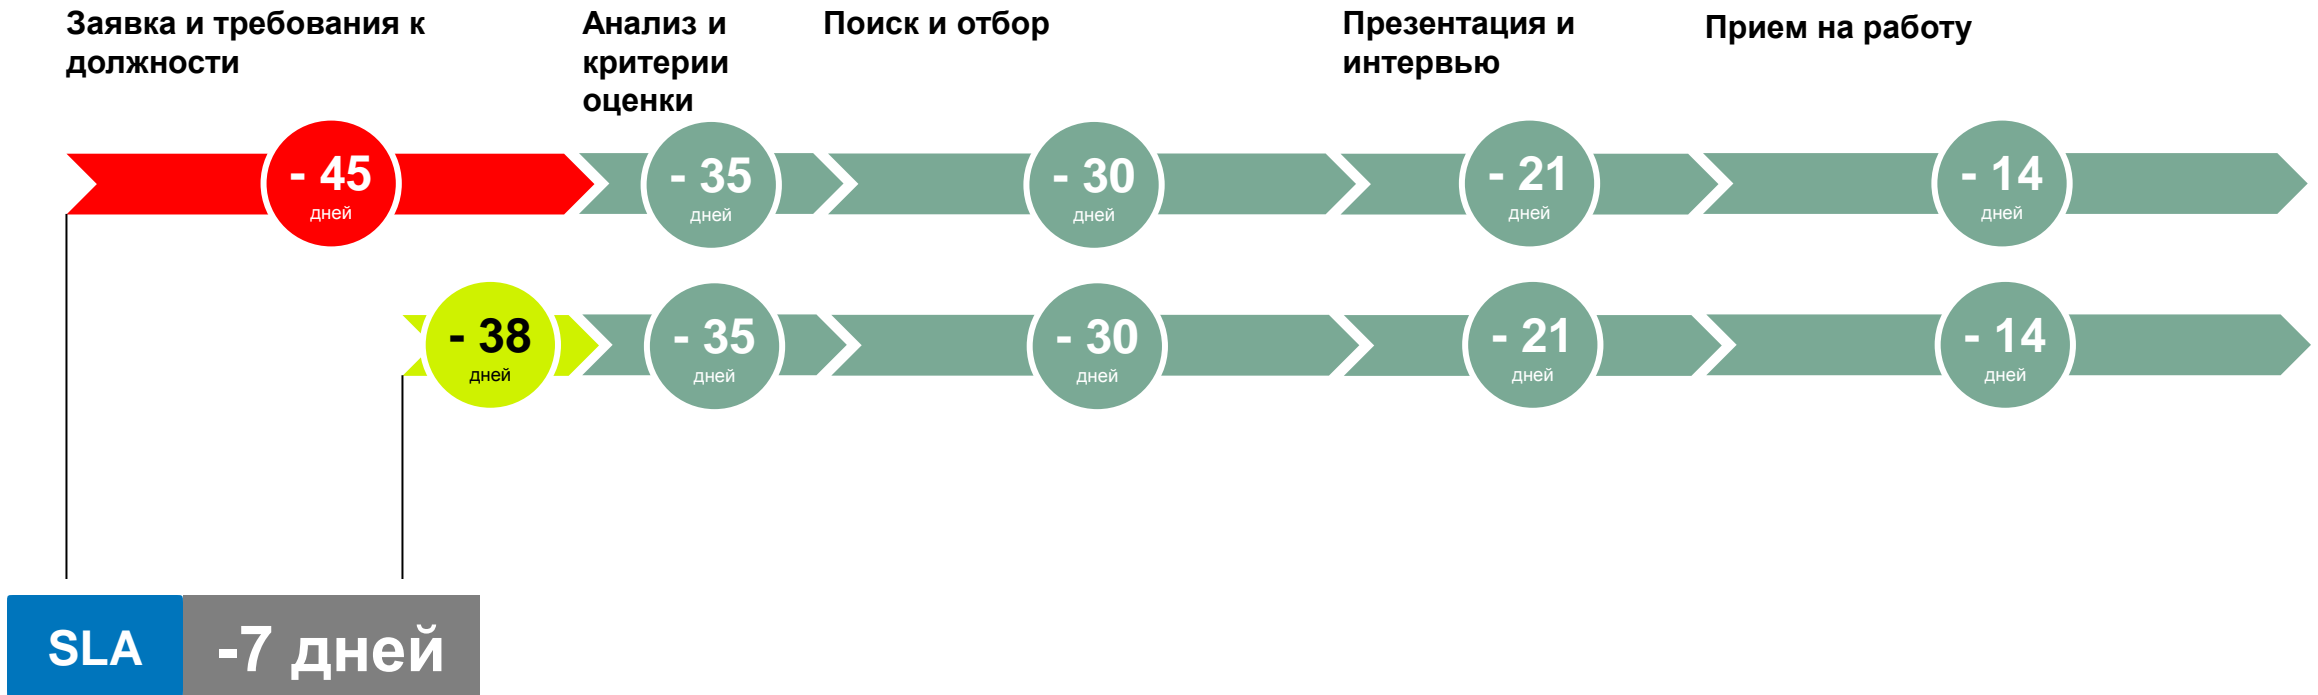 Заявка и требования к
должности
Анализ и
критерии
оценки
Поиск и отбор
Презентация и
интервью
Прием на работу
- 45
дней
- 35
дней
- 30
дней
- 21
дней
- 14
дней
- 38
дней
- 35
дней
- 30
дней
- 21
дней
- 14
дней
SLA
-7 дней